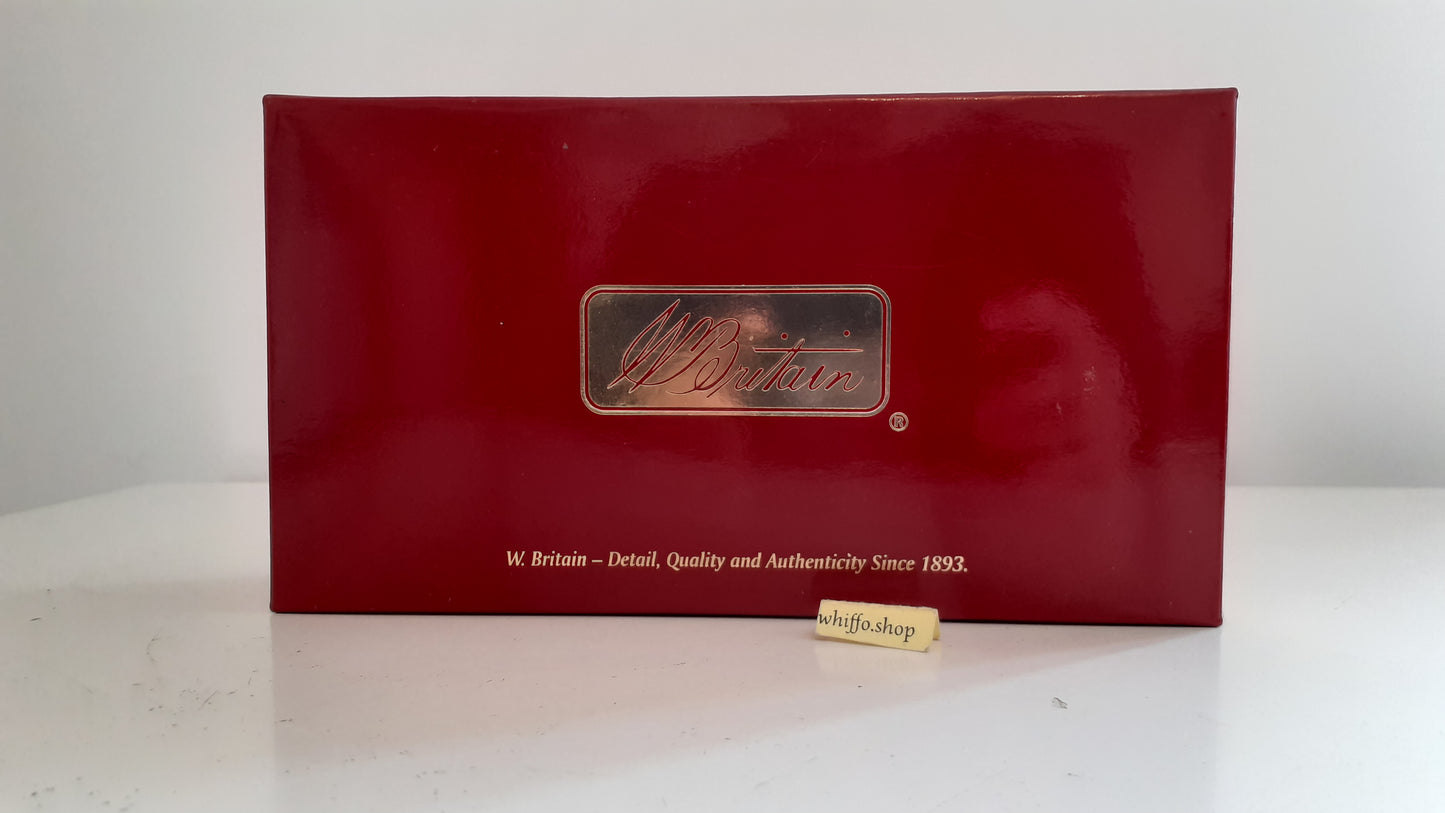 W Britain
®
W. Britain – Detail, Quality and Authenticity Since 1893.
whiffo.shop